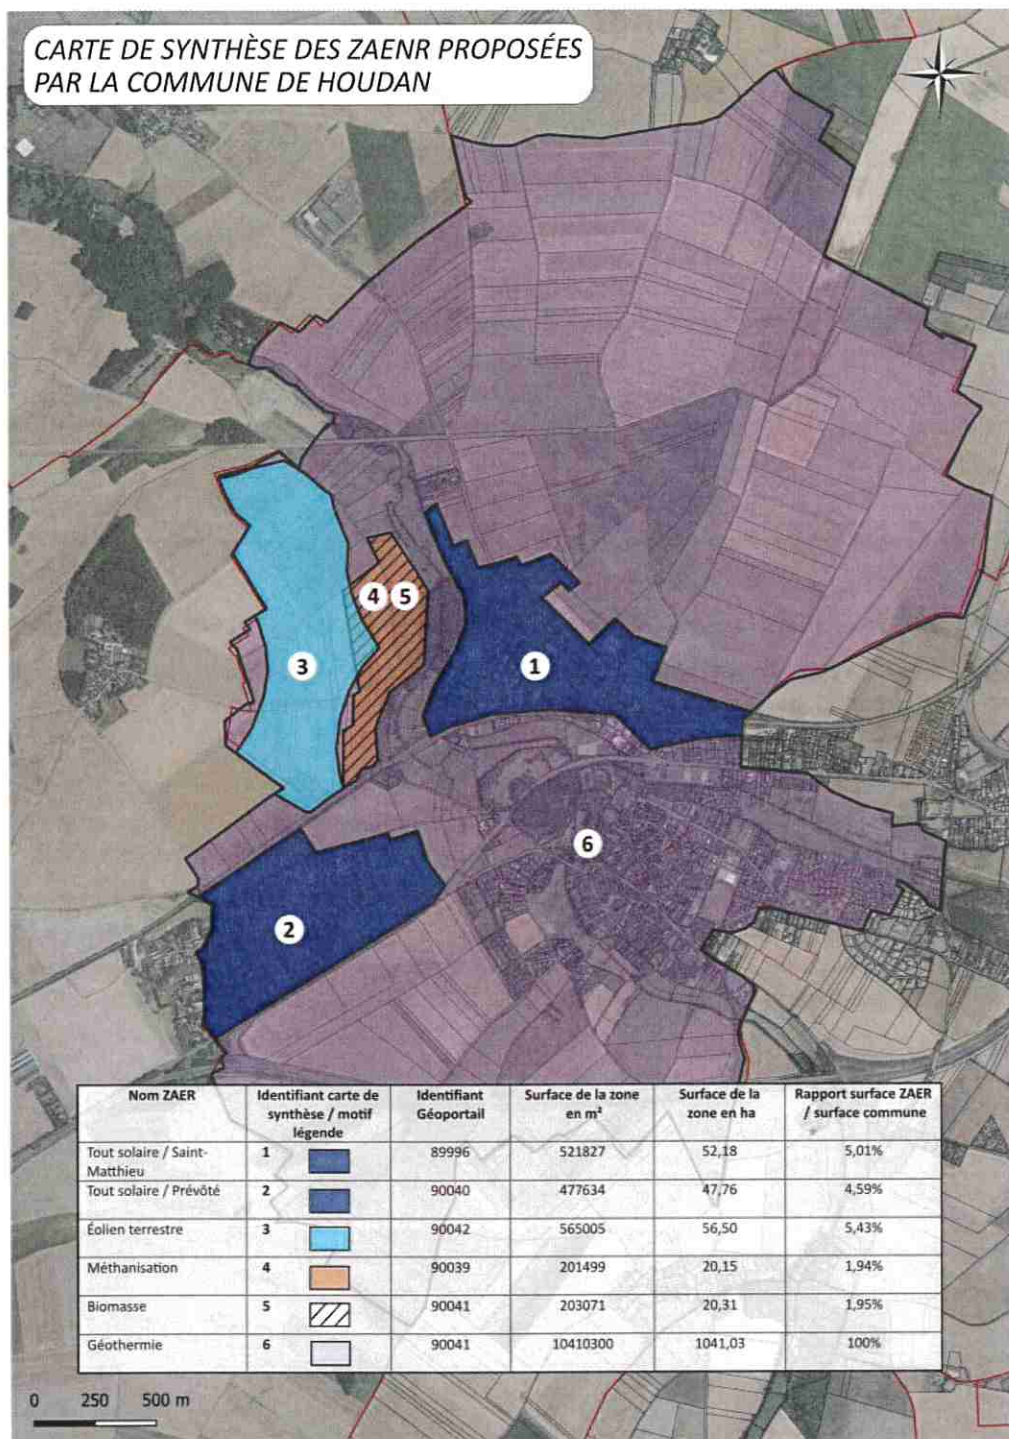 CARTE DE SYNTHÈSE DES ZAENR PROPOSÉES
PAR LA COMMUNE DE HOUDAN
3
4
5
1
6
2
Nom ZAER Identifiant carte de synthèse / motif légende Identifiant Géoportail Surface de la zone en m² Surface de la zone en ha Rapport surface ZAER / surface commune
Tout solaire / Saint-Matthieu 1 89996 521827 52,18 5,01%
Tout solaire / Prévôté 2 90040 477634 47,76 4,59%
Éolien terrestre 3 90042 565005 56,50 5,43%
Méthanisation 4 90039 201499 20,15 1,94%
Biomasse 5 90041 203071 20,31 1,95%
Géothermie 6 90041 10410300 1041,03 100%
0 250 500 m